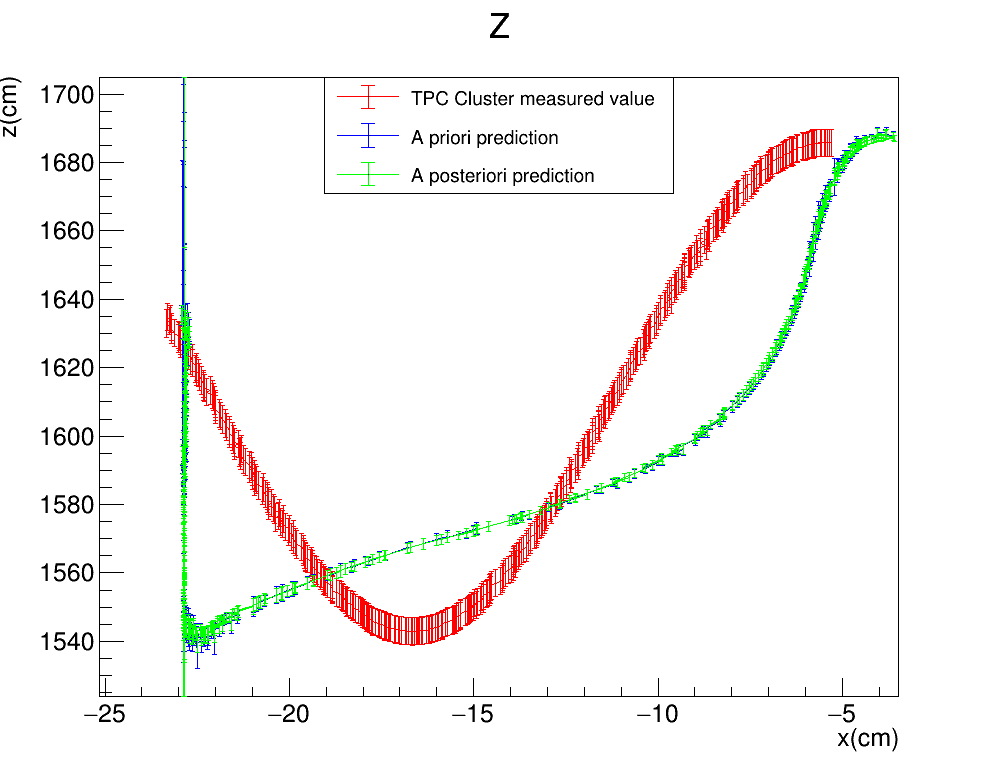 Z
z(cm)
1700
1680
1660
1640
1620
1600
1580
1560
1540
TPC Cluster measured value
A priori prediction
A posteriori prediction
−25
−20
−15
−10
−5
x(cm)